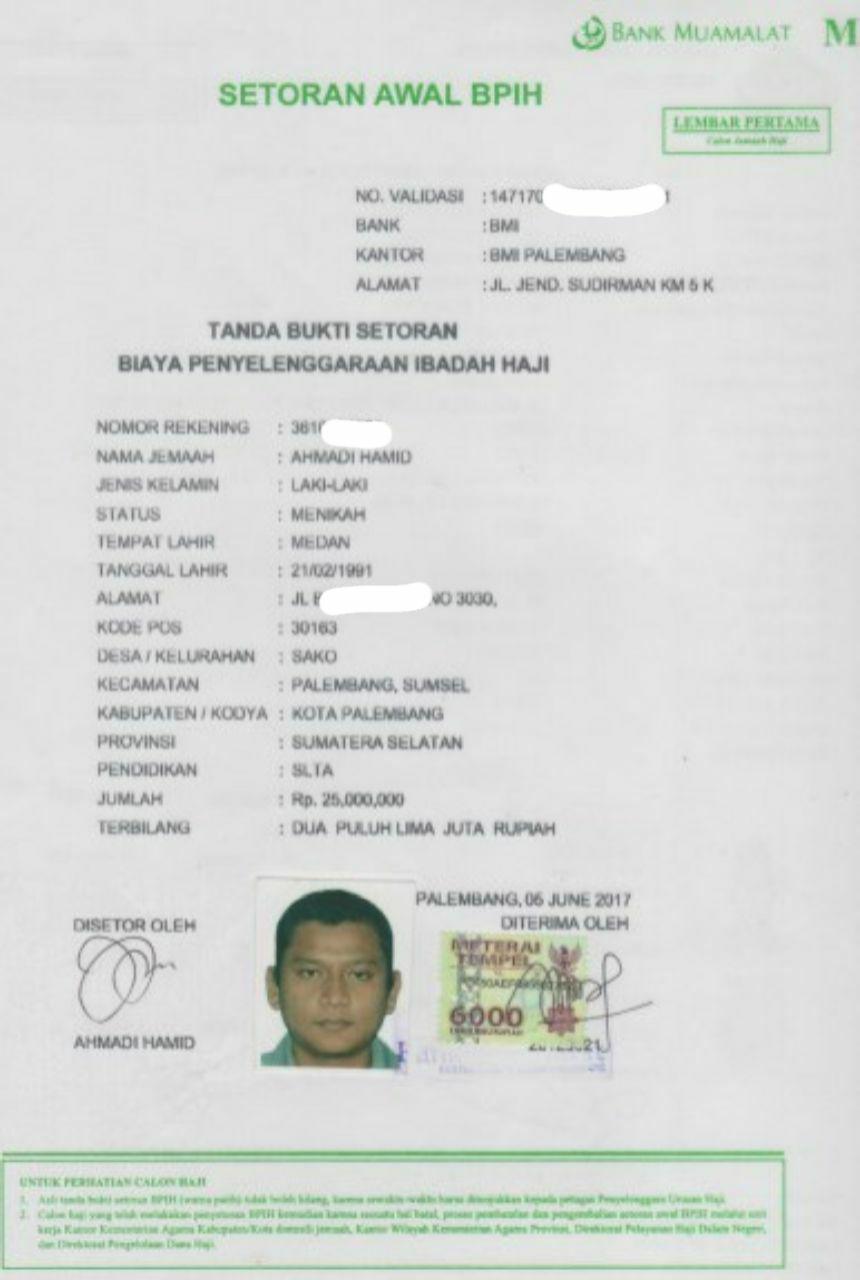 BANK MUAMALAT M
SETORAN AWAL BPIH
LEMBAR PERTAMA
Calon Jamaah Haji
NO. VALIDASI : 14717
BANK : BMI
KANTOR : BMI PALEMBANG
ALAMAT : JL. JEND. SUDIRMAN KM 5 K
TANDA BUKTI SETORAN
BIAYA PENYELENGGARAAN IBADAH HAJI
NOMOR REKENING : 361
NAMA JEMAAH : AHMADI HAMID
JENIS KELAMIN : LAKI-LAKI
STATUS : MENIKAH
TEMPAT LAHIR : MEDAN
TANGGAL LAHIR : 21/02/1991
ALAMAT : JL NO 3030,
KODE POS : 30163
DESA / KELURAHAN : SAKO
KECAMATAN : PALEMBANG, SUMSEL
KABUPATEN / KODYA : KOTA PALEMBANG
PROVINSI : SUMATERA SELATAN
PENDIDIKAN : SLTA
JUMLAH : Rp. 25,000,000
TERBILANG : DUA PULUH LIMA JUTA RUPIAH
PALEMBANG, 05 JUNE 2017
DISETOR OLEH DITERIMA OLEH
METERAI
TEMPEL
6000
AHMADI HAMID
UNTUK PERHATIAN CALON HAJI
1. Asli tanda bukti setoran BPIH (warna putih) tidak boleh hilang, karena sewaktu-waktu harus ditunjukkan kepada petugas Penyelenggara Urusan Haji.
2. Calon haji yang telah melakukan penyetoran BPIH kemudian karena sesuatu hal batal, proses pembatalan dan pengembalian setoran awal BPIH melalui unit
kerja Kantor Kementerian Agama Kabupaten/Kota domisili jemaah, Kantor Wilayah Kementerian Agama Provinsi, Direktorat Pelayanan Haji Dalam Negeri,
dan Direktorat Pengelolaan Dana Haji.